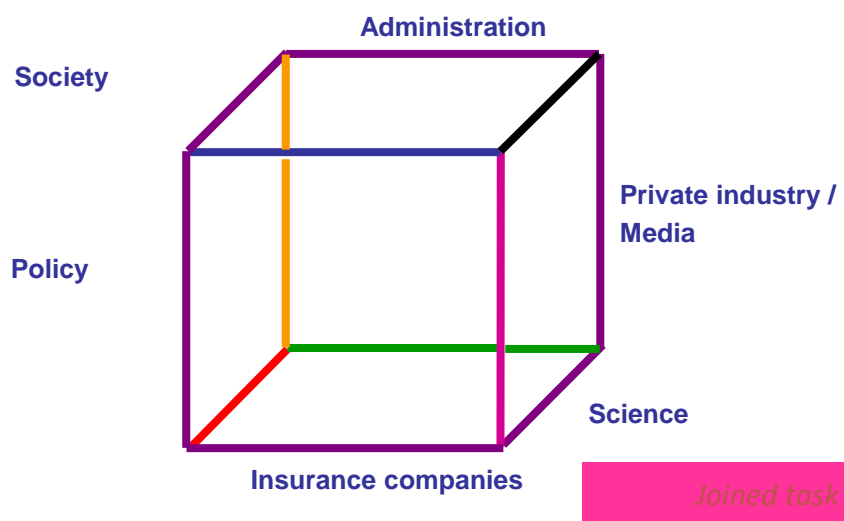 Administration
Society
Private industry /
Media
Policy
Science
Insurance companies
Joined task